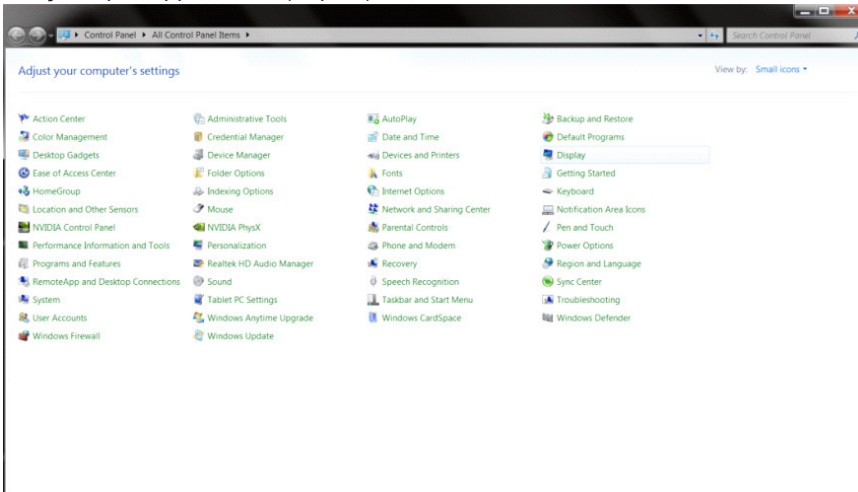 Control Panel ▸ All Control Panel Items ▸
Search Control Panel
Adjust your computer's settings
View by: Small icons
Action Center
Administrative Tools
AutoPlay
Backup and Restore
Color Management
Credential Manager
Date and Time
Default Programs
Desktop Gadgets
Device Manager
Devices and Printers
Display
Ease of Access Center
Folder Options
Fonts
Getting Started
HomeGroup
Indexing Options
Internet Options
Keyboard
Location and Other Sensors
Mouse
Network and Sharing Center
Notification Area Icons
NVIDIA Control Panel
NVIDIA PhysX
Parental Controls
Pen and Touch
Performance Information and Tools
Personalization
Phone and Modem
Power Options
Programs and Features
Realtek HD Audio Manager
Recovery
Region and Language
RemoteApp and Desktop Connections
Sound
Speech Recognition
Sync Center
System
Tablet PC Settings
Taskbar and Start Menu
Troubleshooting
User Accounts
Windows Anytime Upgrade
Windows CardSpace
Windows Defender
Windows Firewall
Windows Update